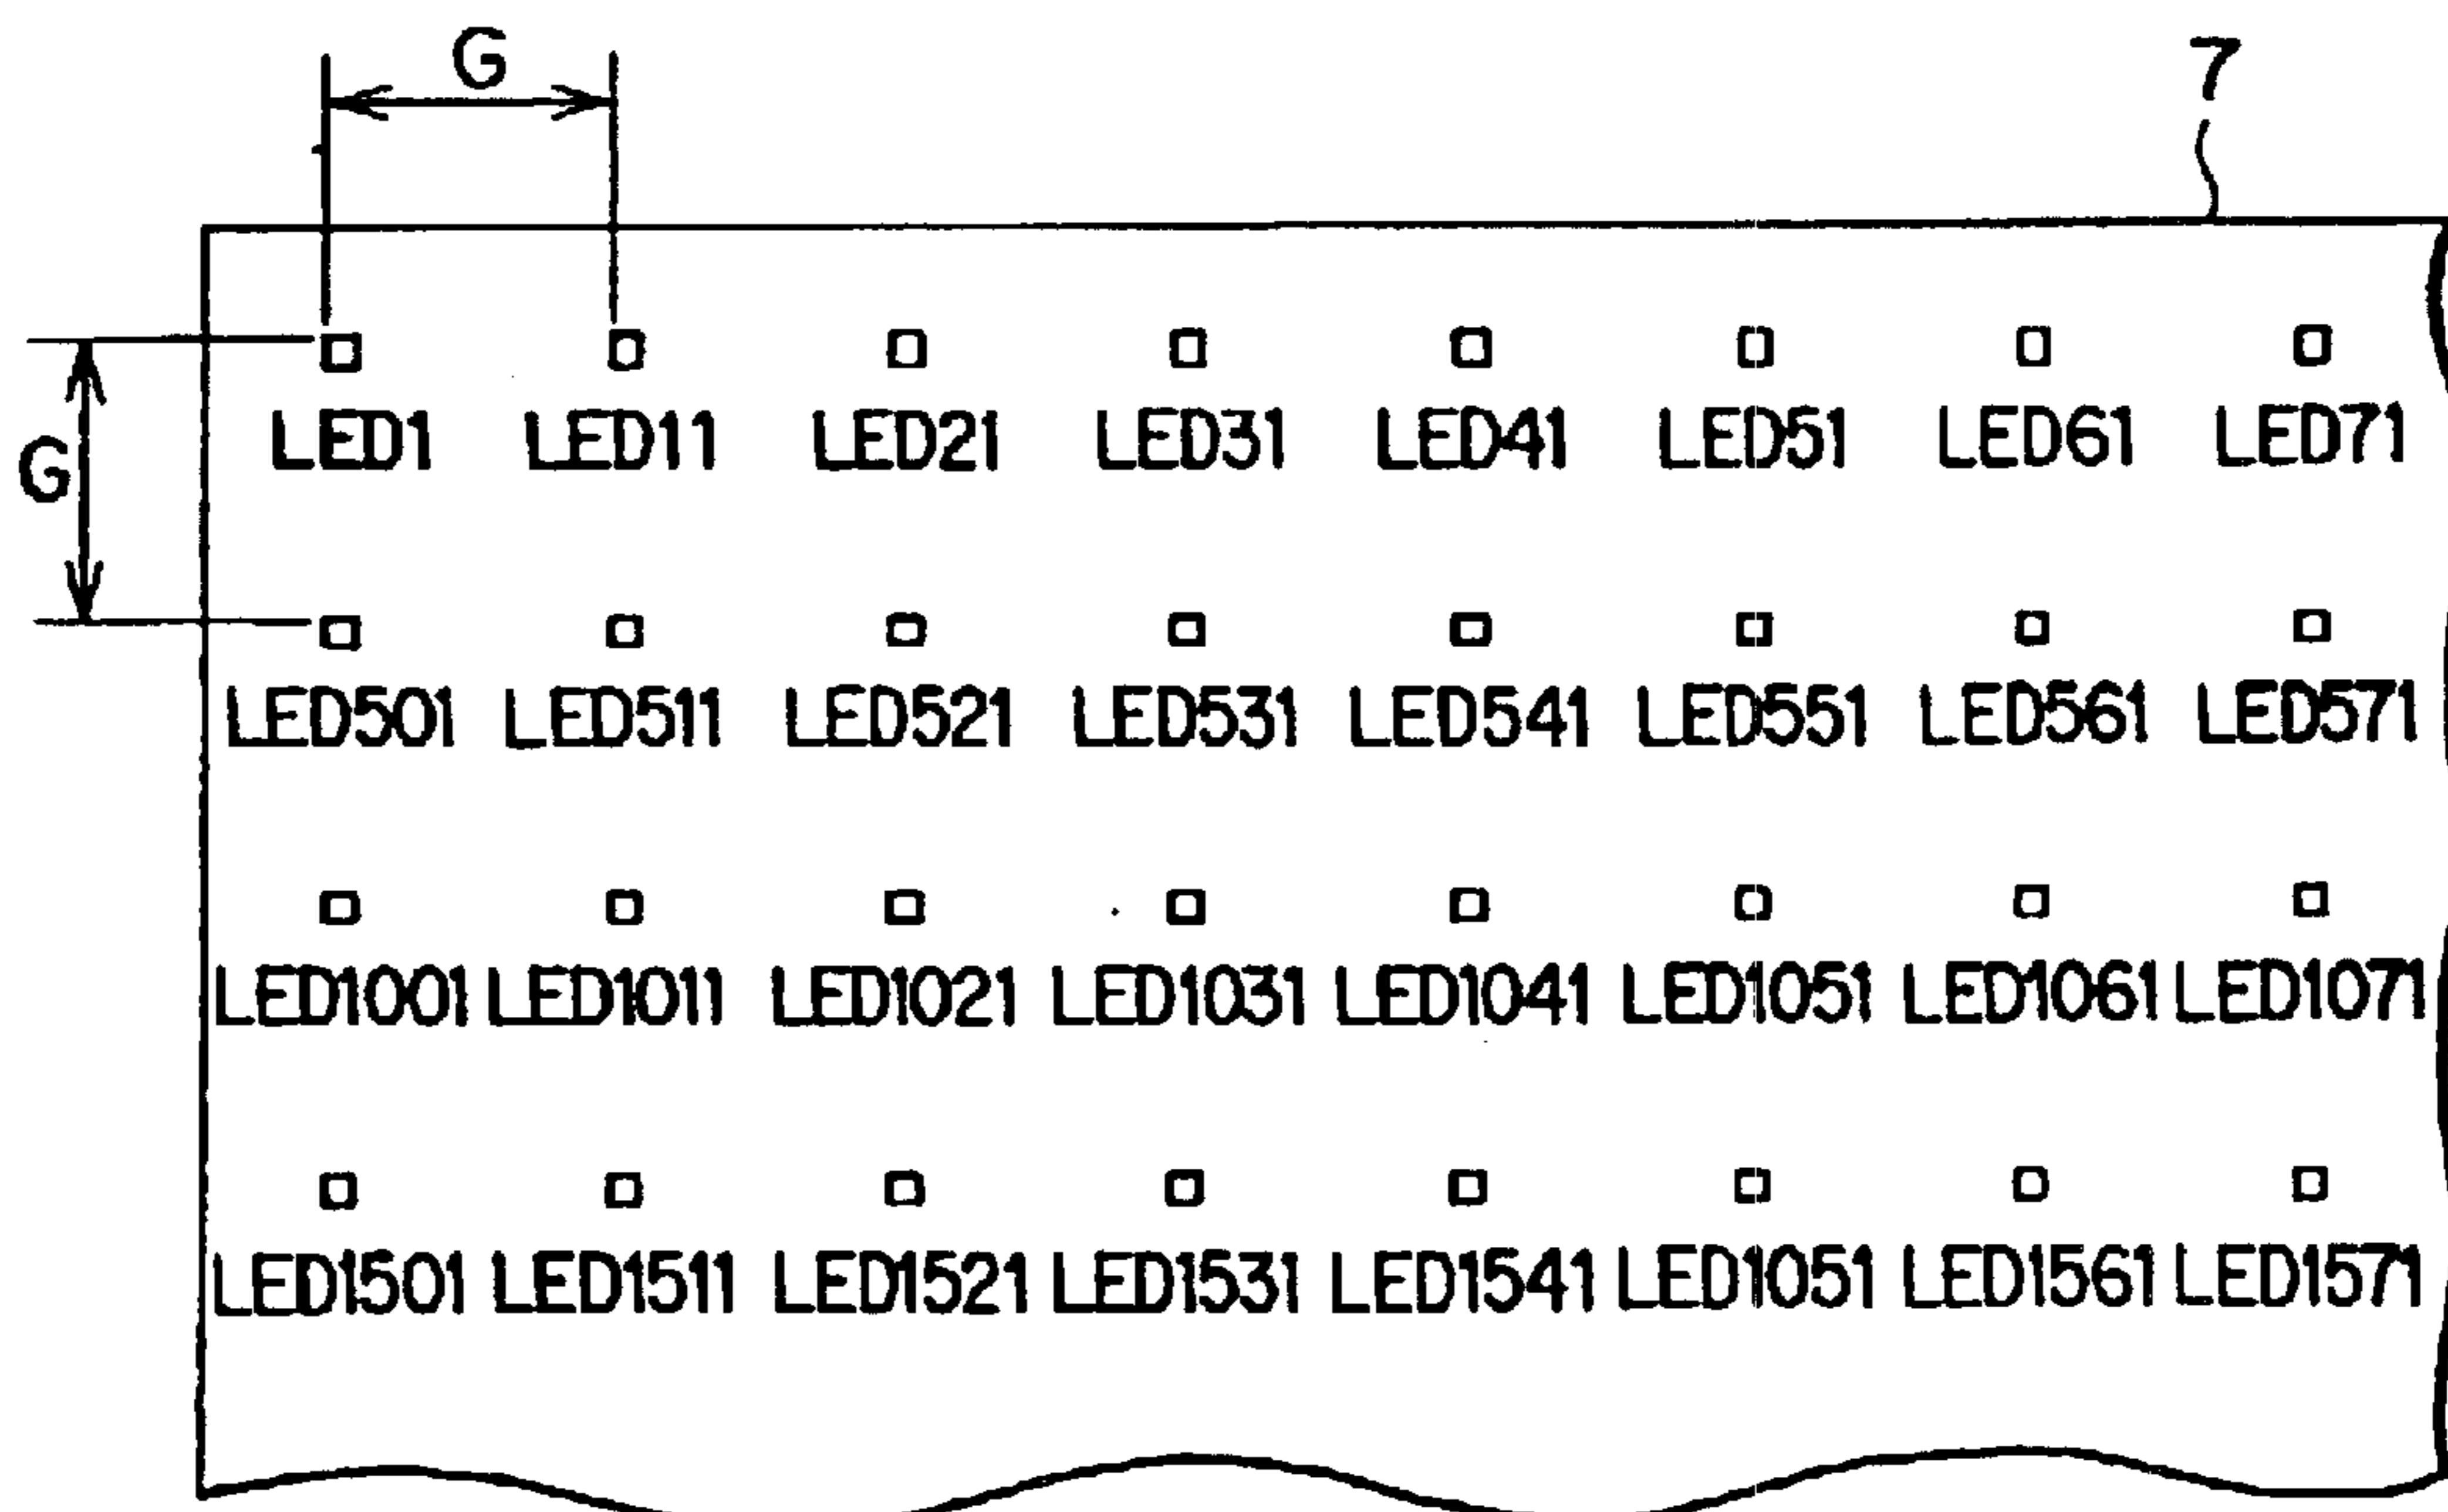 G
7
LED1 LED11 LED21 LED31 LED41 LED51 LED61 LED71
G
LED501 LED511 LED521 LED531 LED541 LED551 LED561 LED571
LED1001 LED1011 LED1021 LED1031 LED1041 LED1051 LED1061 LED1071
LED1501 LED1511 LED1521 LED1531 LED1541 LED1051 LED1561 LED1571